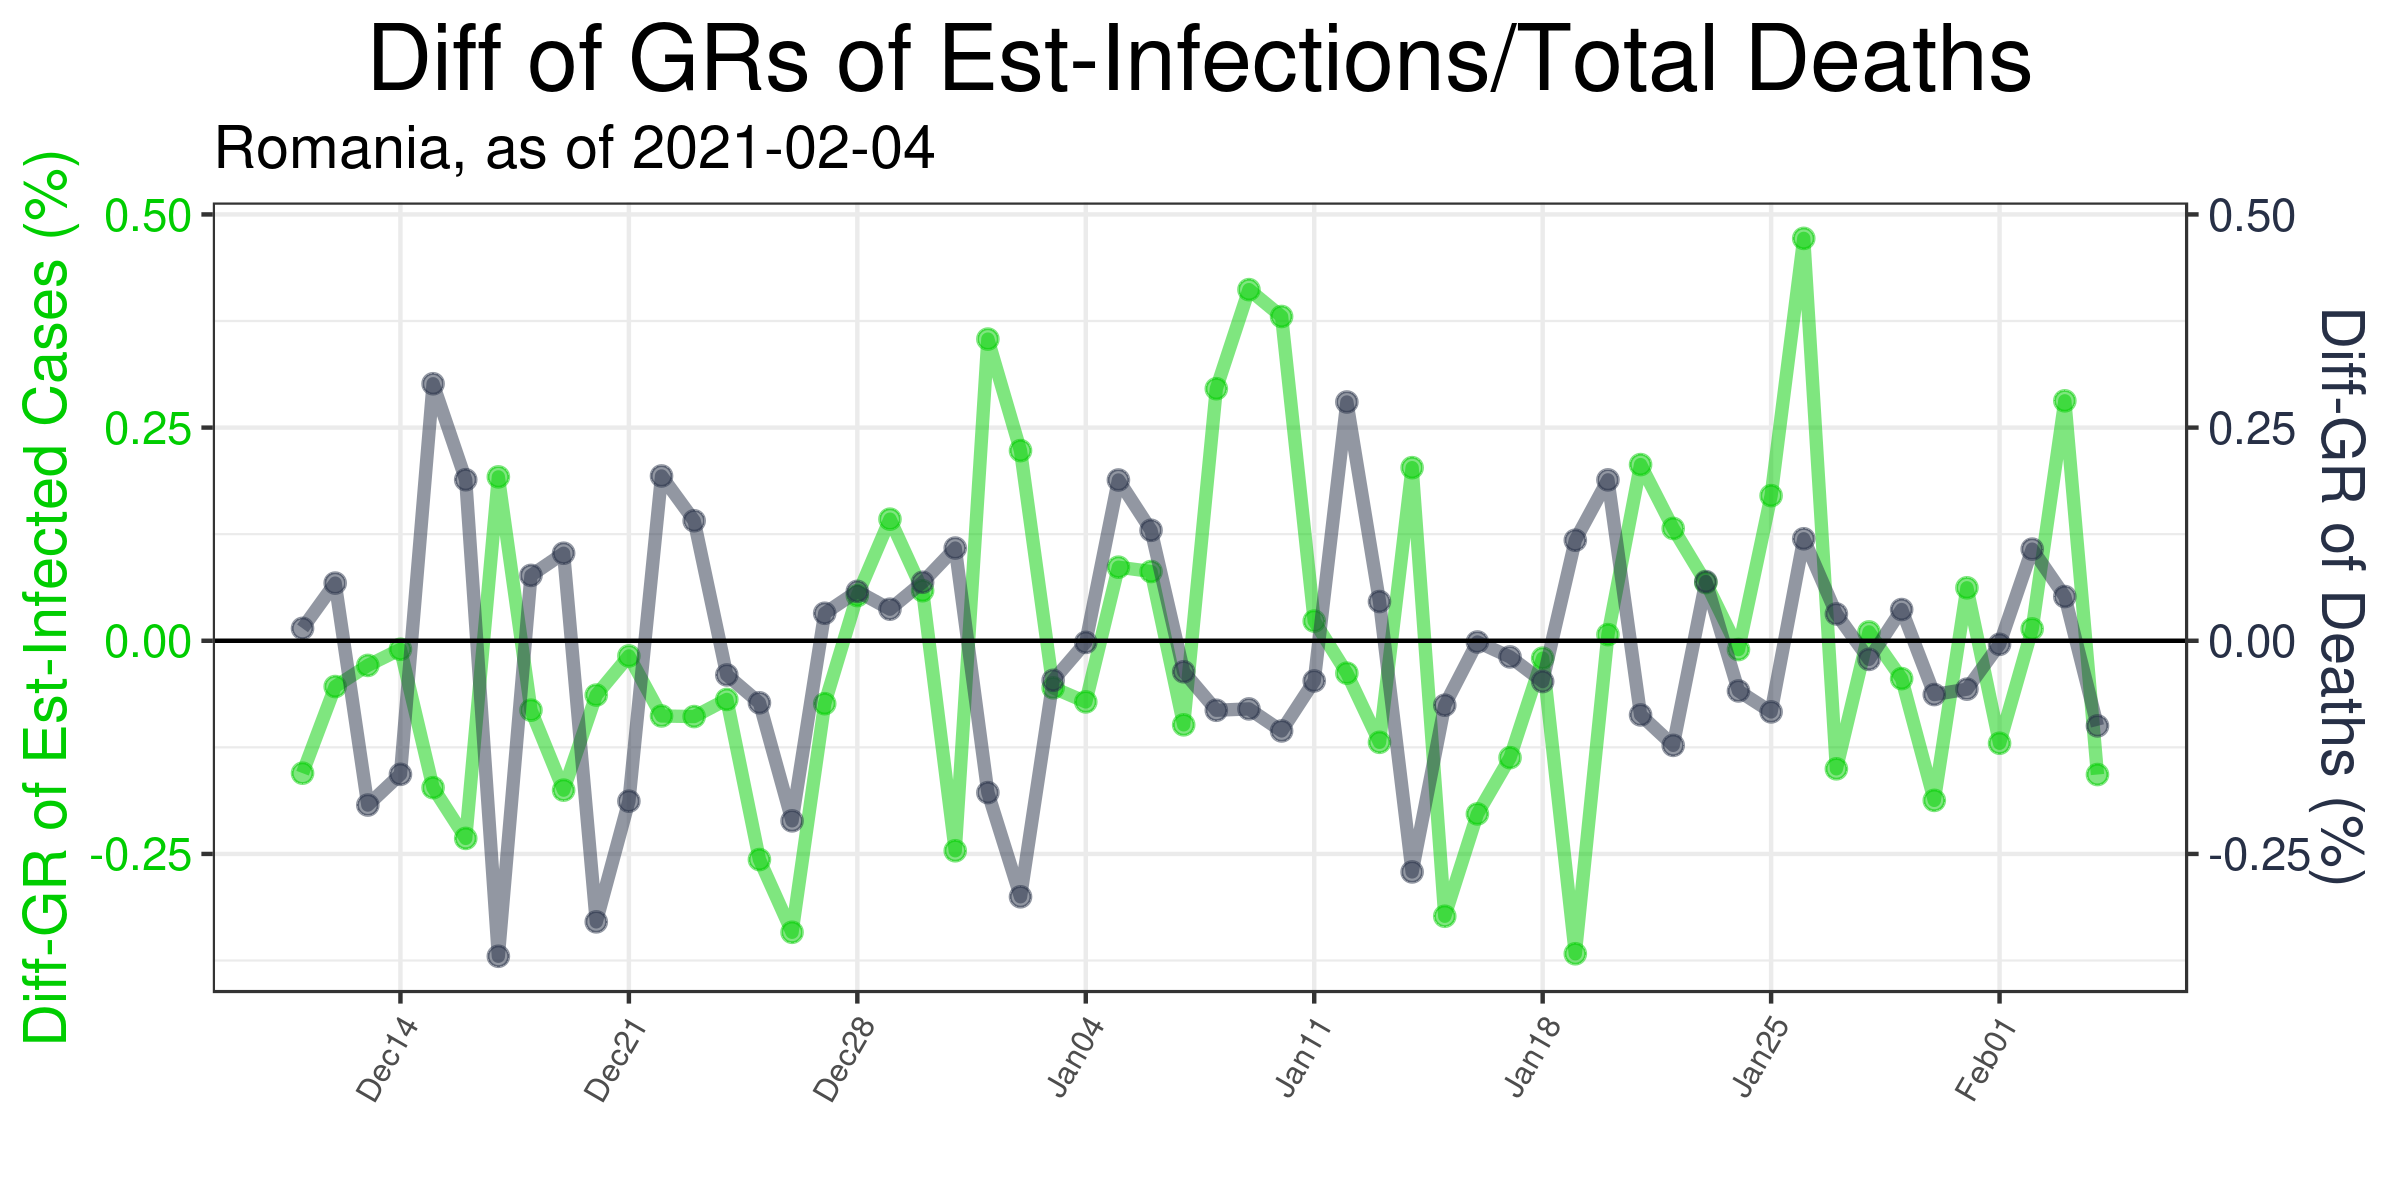 Diff of GRs of Est-Infections/Total Deaths
Romania, as of 2021-02-04
Diff-GR of Est-Infected Cases (%)
0.50
0.25
0.00
-0.25
0.50
0.25
0.00
-0.25
Diff-GR of Deaths (%)
Dec14
Dec21
Dec28
Jan04
Jan11
Jan18
Jan25
Feb01